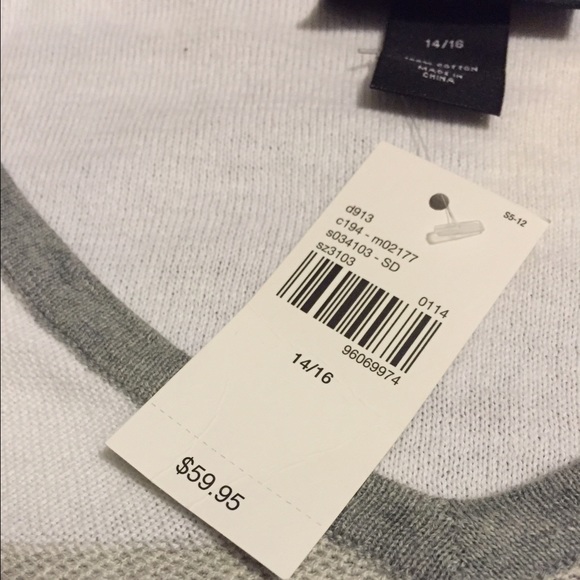 14/16
100% COTTON
MADE IN
CHINA
S5-12
d913
c194 - m02177
s034103 - SD
sz3103
0114
96069974
14/16
$59.95